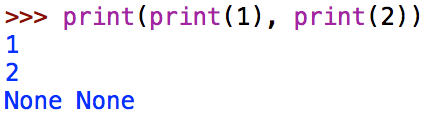 >>> print(print(1), print(2))
1
2
None None